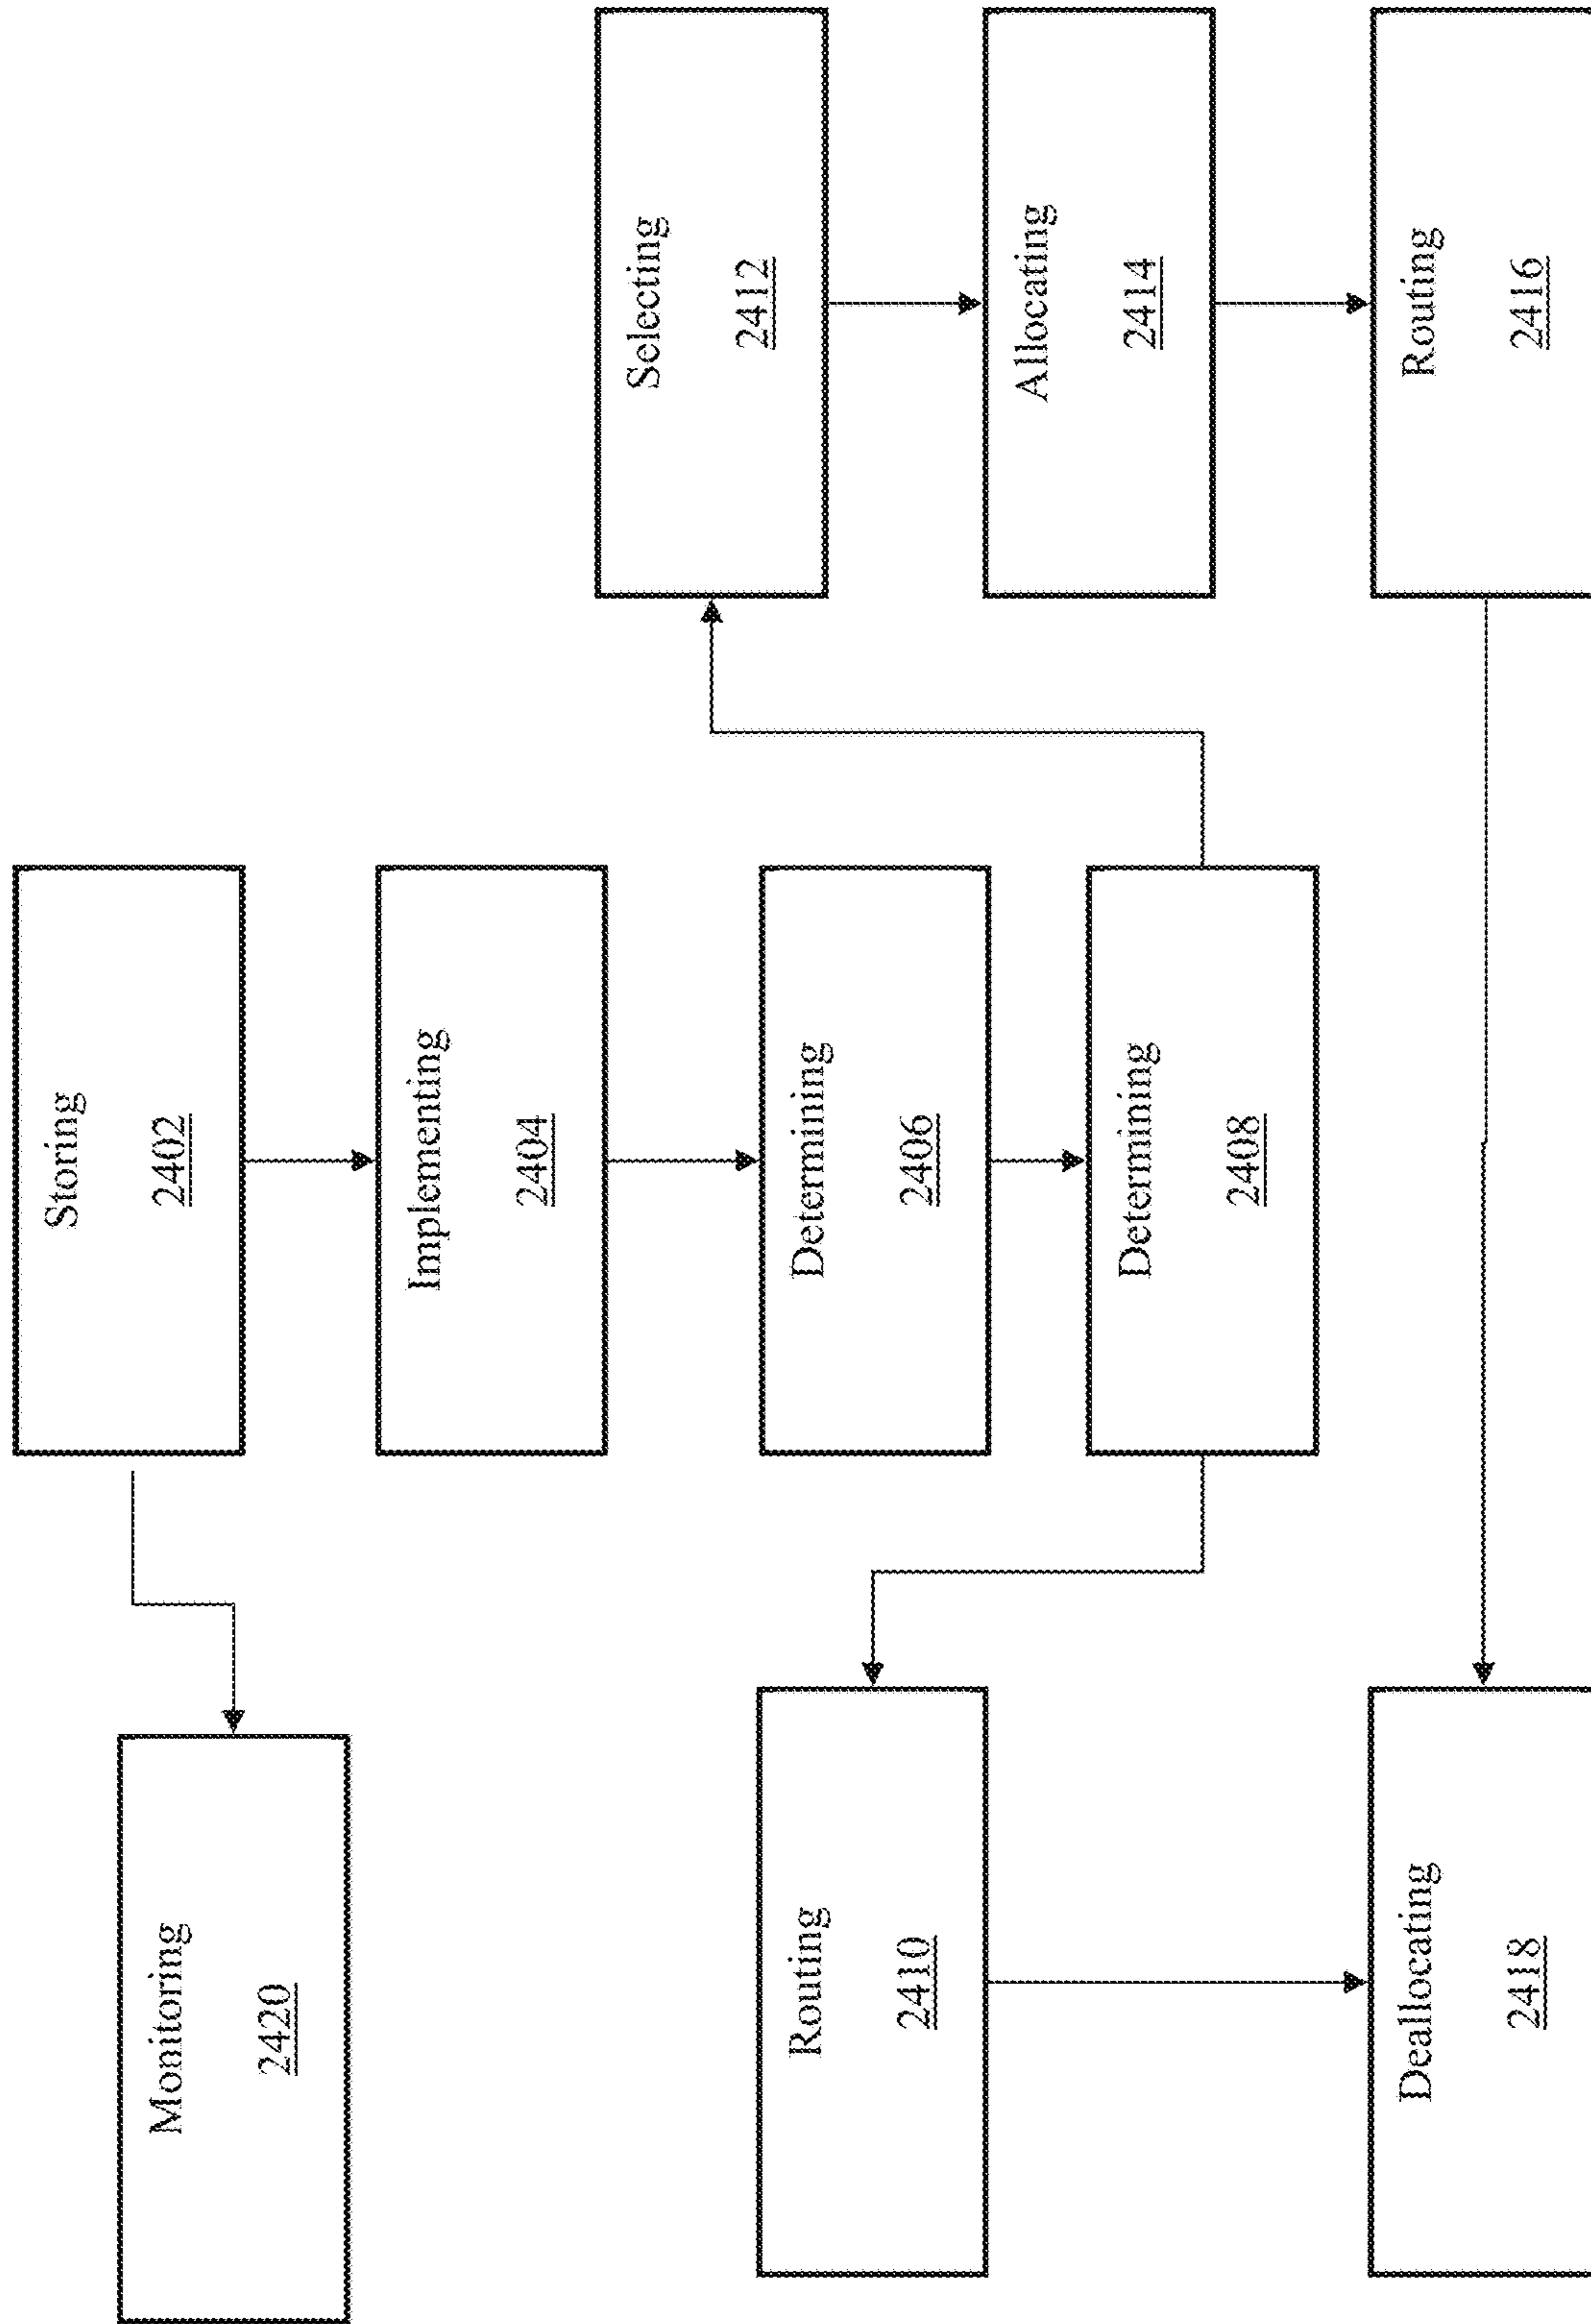 Storing
2402
Monitoring
2420
Implementing
2404
Determining
2406
Determining
2408
Routing
2410
Selecting
2412
Allocating
2414
Routing
2416
Deallocating
2418